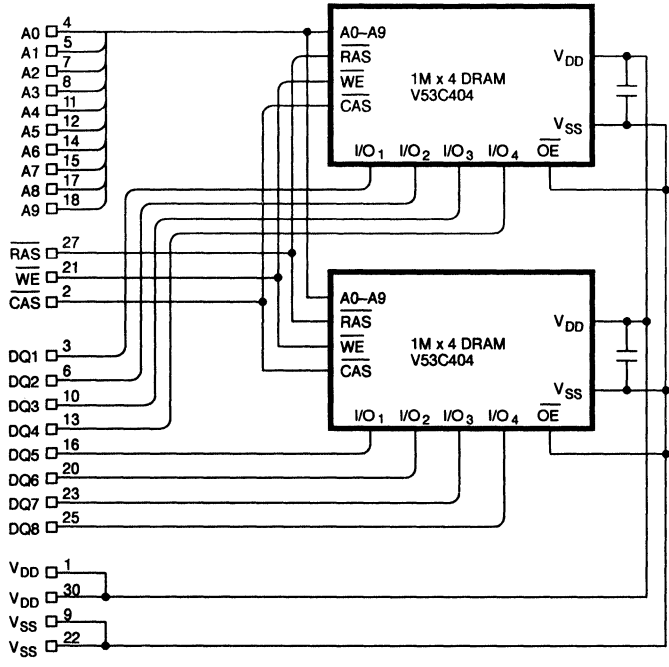 A0 4
A1 5
A2 7
A3 8
A4 11
A5 12
A6 14
A7 15
A8 17
A9 18
RAS 27
WE 21
CAS 2
DQ1 3
DQ2 6
DQ3 10
DQ4 13
DQ5 16
DQ6 20
DQ7 23
DQ8 25
VDD 1
VDD 30
VSS 9
VSS 22
A0–A9
RAS
WE
CAS
1M x 4 DRAM
V53C404
VDD
VSS
I/O1 I/O2 I/O3 I/O4 OE
A0–A9
RAS
WE
CAS
1M x 4 DRAM
V53C404
VDD
VSS
I/O1 I/O2 I/O3 I/O4 OE